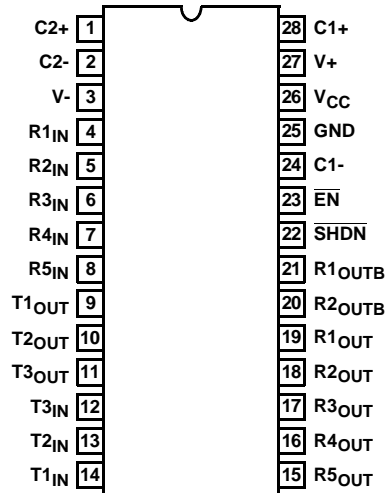 C2+ 1 28 C1+
C2- 2 27 V+
V- 3 26 VCC
R1IN 4 25 GND
R2IN 5 24 C1-
R3IN 6 23 EN
R4IN 7 22 SHDN
R5IN 8 21 R1OUTB
T1OUT 9 20 R2OUTB
T2OUT 10 19 R1OUT
T3OUT 11 18 R2OUT
T3IN 12 17 R3OUT
T2IN 13 16 R4OUT
T1IN 14 15 R5OUT